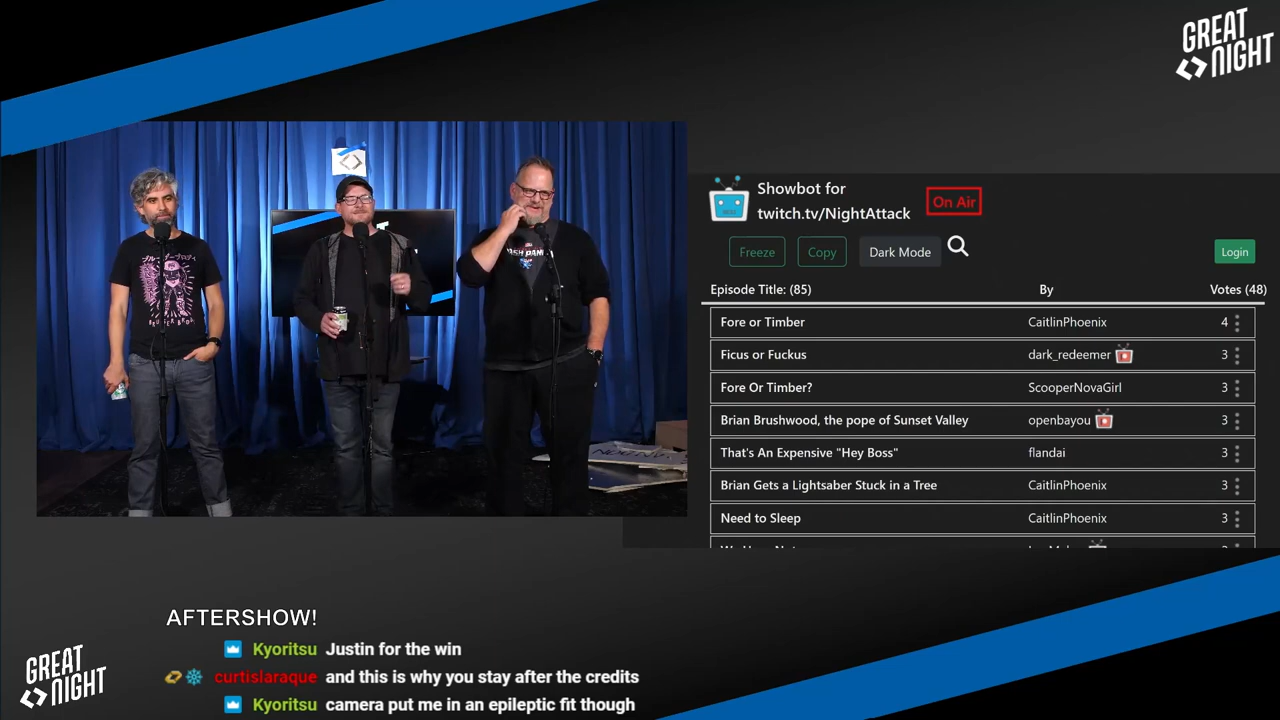 GREAT
NIGHT
Showbot for
twitch.tv/NightAttack
On Air
Freeze
Copy
Dark Mode
Login
Episode Title: (85) By Votes (48)
Fore or Timber CaitlinPhoenix 4
Ficus or Fuckus dark_redeemer 3
Fore Or Timber? ScooperNovaGirl 3
Brian Brushwood, the pope of Sunset Valley openbayou 3
That's An Expensive "Hey Boss" flandai 3
Brian Gets a Lightsaber Stuck in a Tree CaitlinPhoenix 3
Need to Sleep CaitlinPhoenix 3
AFTERSHOW!
Kyoritsu Justin for the win
curtislaraque and this is why you stay after the credits
Kyoritsu camera put me in an epileptic fit though
GREAT
NIGHT